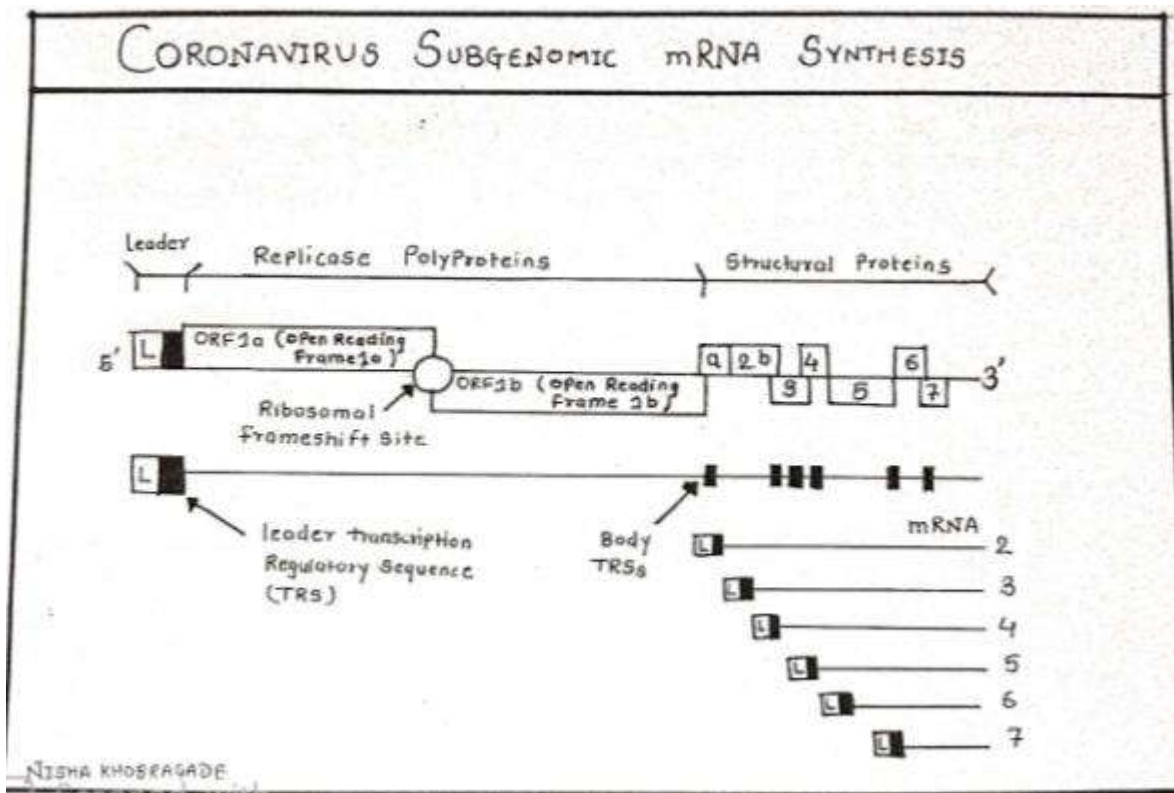 CORONAVIRUS SUBGENOMIC mRNA SYNTHESIS
leader
Replicase PolyProteins
Structural Proteins
5'
L
ORF1a (open Reading
Frame1a)
ORF1b (open Reading
Frame 1b)
a
2 b
3
4
5
6
7
3'
Ribosomal
frameshift site
L
leader transcription
Regulatory Sequence
(TRS)
Body
TRSs
mRNA
L 2
L 3
L 4
L 5
L 6
L 7
NISHA KHOBRAGADE